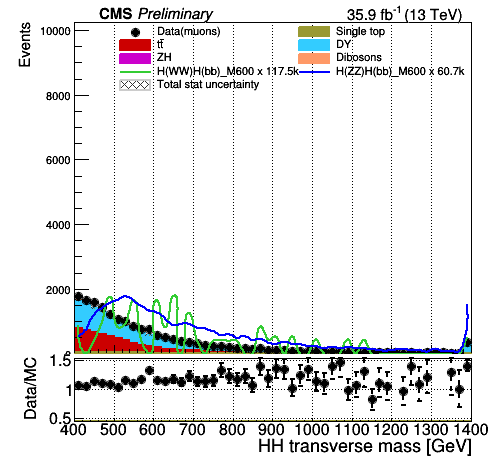 CMS Preliminary 35.9 fb⁻¹ (13 TeV)
Events
Data(muons) Single top
tt̄ DY
ZH Dibosons
H(WW)H(bb)_M600 x 117.5k H(ZZ)H(bb)_M600 x 60.7k
Total stat uncertainty
10000
8000
6000
4000
2000
Data/MC
1.5
1
0.5
400 500 600 700 800 900 1000 1100 1200 1300 1400
HH transverse mass [GeV]